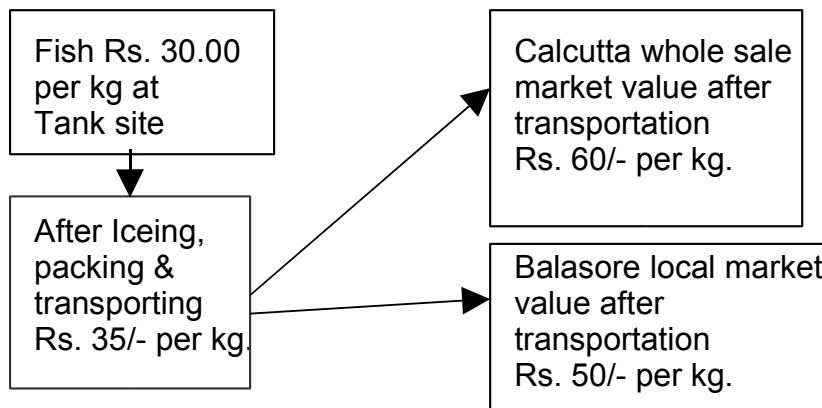 Fish Rs. 30.00
per kg at
Tank site
After Iceing,
packing &
transporting
Rs. 35/- per kg.
Calcutta whole sale
market value after
transportation
Rs. 60/- per kg.
Balasore local market
value after
transportation
Rs. 50/- per kg.